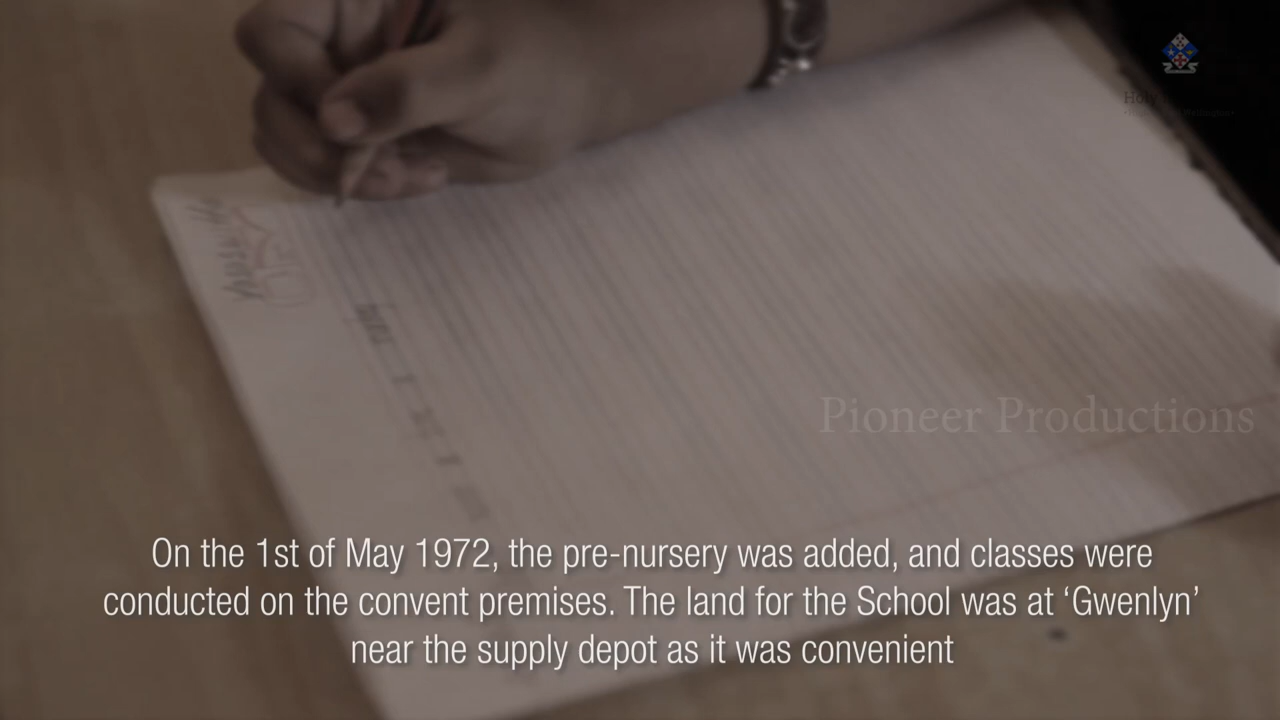 Holy
Pioneer Productions
On the 1st of May 1972, the pre-nursery was added, and classes were
conducted on the convent premises. The land for the School was at ‘Gwenlyn’
near the supply depot as it was convenient